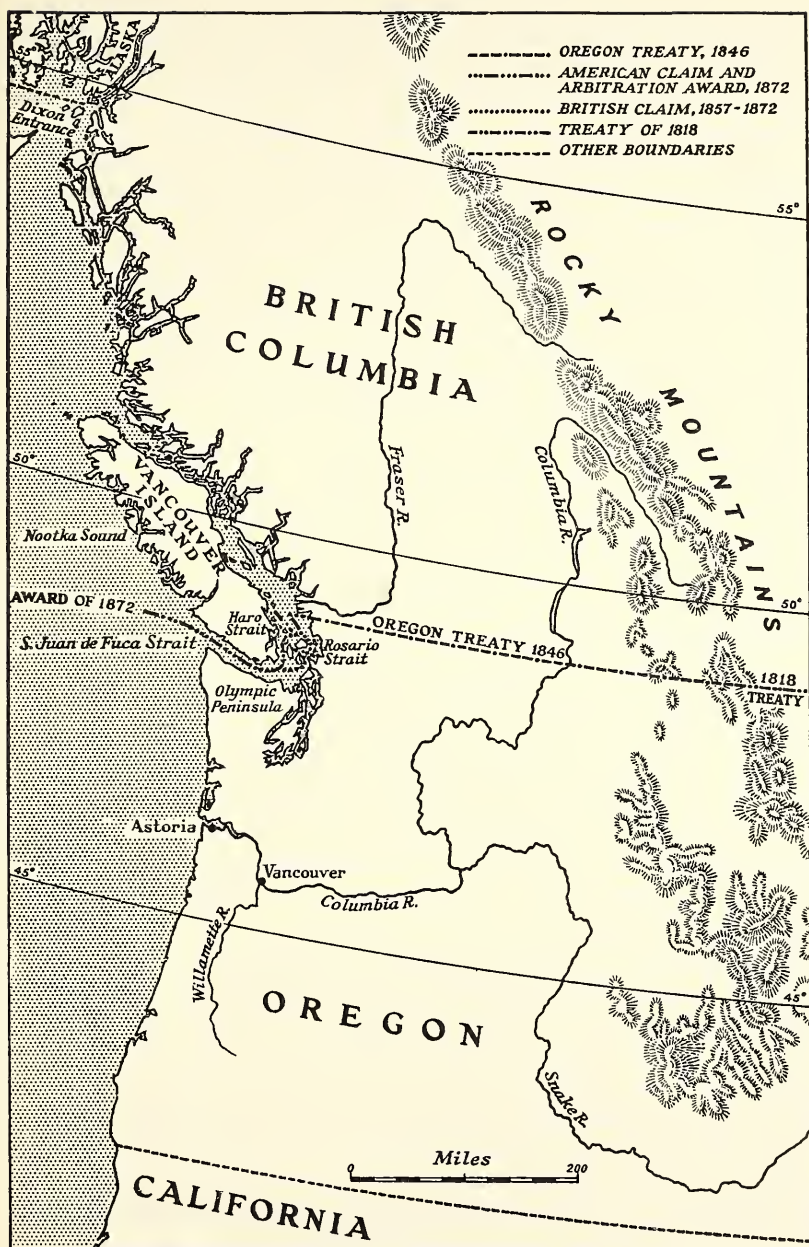 ALASKA
55°
Dixon
Entrance
OREGON TREATY, 1846
AMERICAN CLAIM AND
ARBITRATION AWARD, 1872
BRITISH CLAIM, 1857-1872
TREATY OF 1818
OTHER BOUNDARIES
55°
ROCKY
MOUNTAINS
BRITISH
COLUMBIA
Fraser R.
Columbia R.
50°
VANCOUVER
ISLAND
Nootka Sound
50°
AWARD OF 1872
Haro
Strait
S. Juan de Fuca Strait
Rosario
Strait
OREGON TREATY 1846
1818
TREATY
Olympic
Peninsula
Astoria
45°
Vancouver
Columbia R.
Willamette R.
45°
OREGON
Snake R.
Miles
0 200
CALIFORNIA